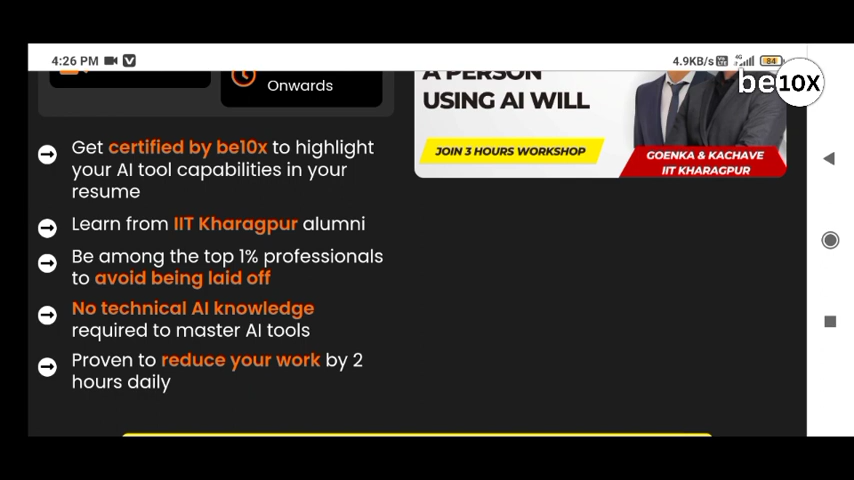 4:26 PM
4.9KB/s
4G
84
be10X
Onwards
A PERSON
USING AI WILL
JOIN 3 HOURS WORKSHOP
GOENKA & KACHAVE
IIT KHARAGPUR
Get certified by be10x to highlight
your AI tool capabilities in your
resume
Learn from IIT Kharagpur alumni
Be among the top 1% professionals
to avoid being laid off
No technical AI knowledge
required to master AI tools
Proven to reduce your work by 2
hours daily